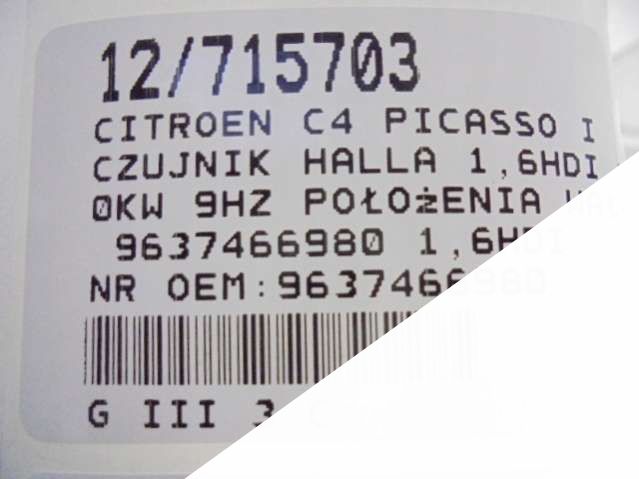 12/715703
CITROEN C4 PICASSO I
CZUJNIK HALLA 1,6HDI
0KW 9HZ POŁOżENIA
9637466980 1,6HDI
NR OEM:9637466980
G III 3